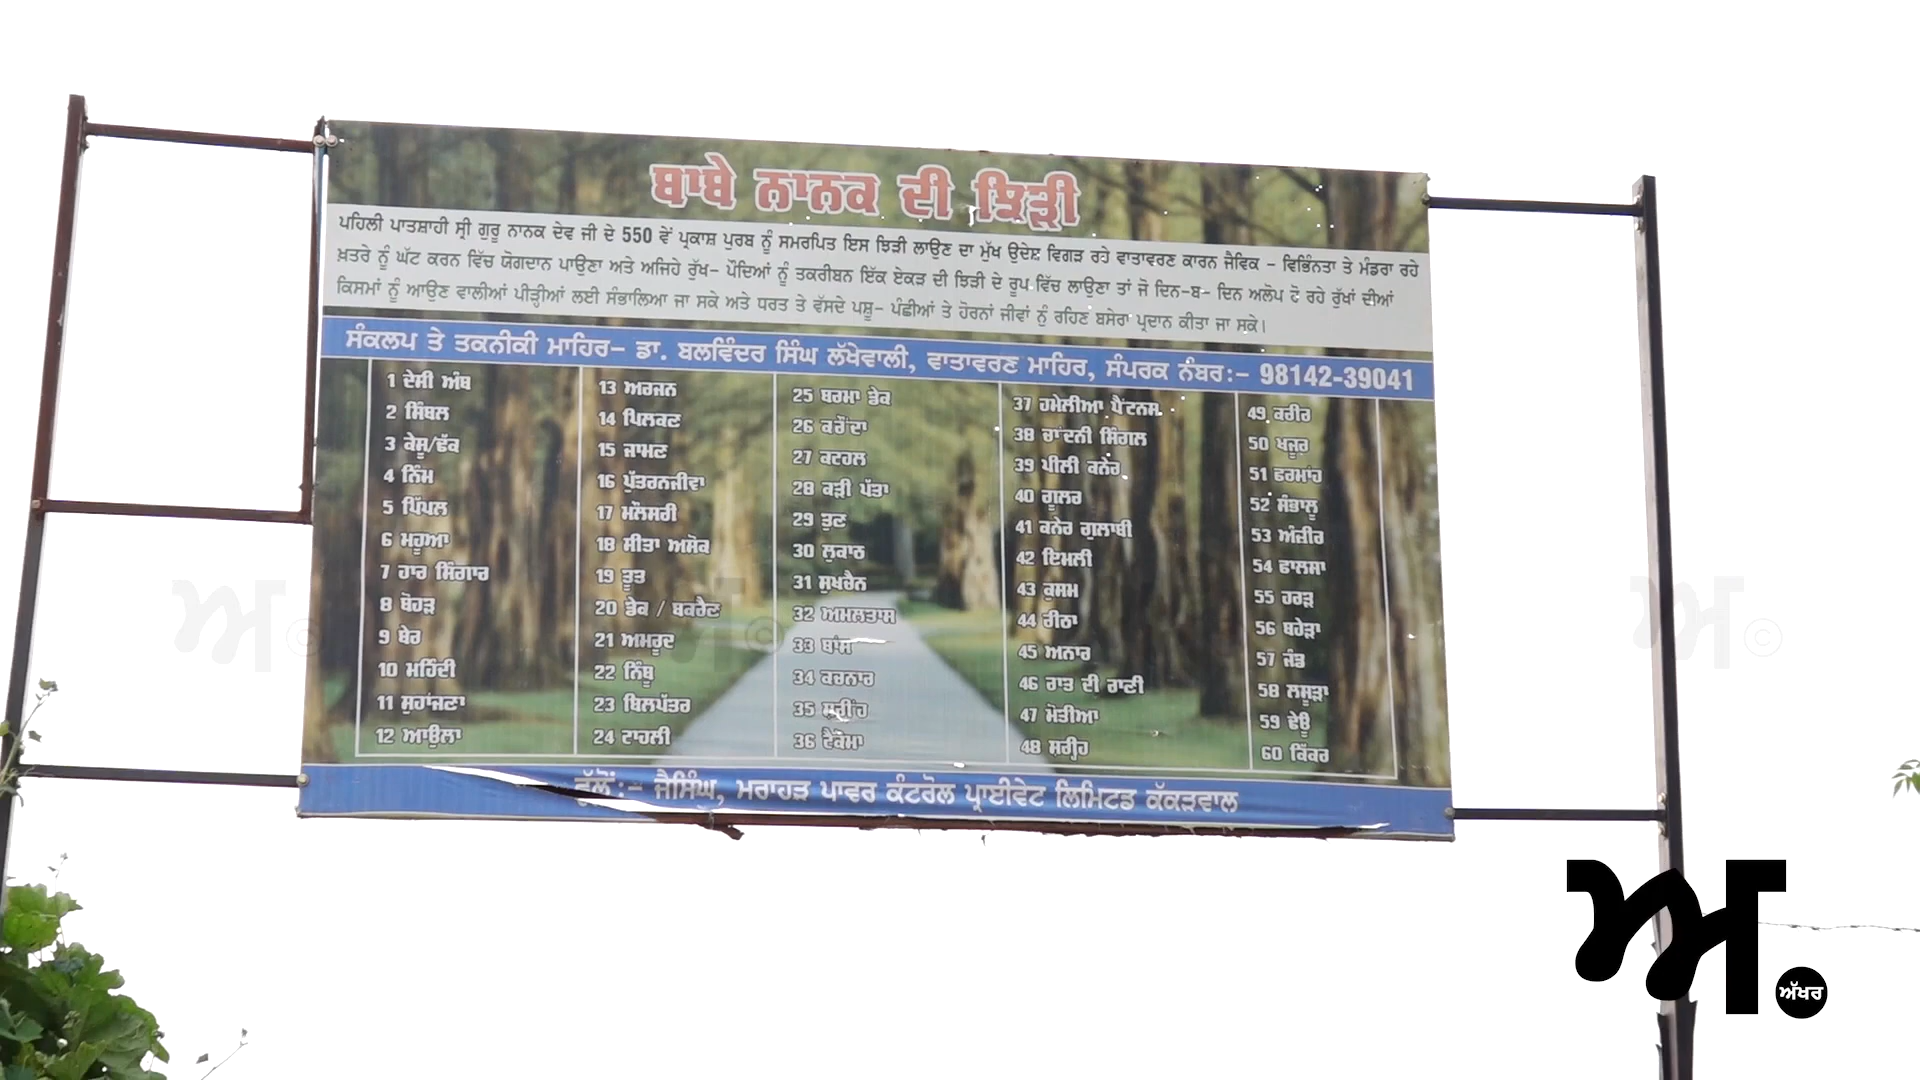 ਬਾਬੇ ਨਾਨਕ ਦੀ ਝਿੜੀ
ਪਹਿਲੀ ਪਾਤਸ਼ਾਹੀ ਸ੍ਰੀ ਗੁਰੂ ਨਾਨਕ ਦੇਵ ਜੀ ਦੇ 550 ਵੇਂ ਪ੍ਰਕਾਸ਼ ਪੁਰਬ ਨੂੰ ਸਮਰਪਿਤ ਇਸ ਝਿੜੀ ਲਾਉਣ ਦਾ ਮੁੱਖ ਉਦੇਸ਼ ਵਿਗੜ ਰਹੇ ਵਾਤਾਵਰਣ ਕਾਰਨ ਜੈਵਿਕ - ਵਿਭਿੰਨਤਾ ਤੇ ਮੰਡਰਾ ਰਹੇ
ਖ਼ਤਰੇ ਨੂੰ ਘੱਟ ਕਰਨ ਵਿੱਚ ਯੋਗਦਾਨ ਪਾਉਣਾ ਅਤੇ ਅਜਿਹੇ ਰੁੱਖ- ਪੌਦਿਆਂ ਨੂੰ ਤਕਰੀਬਨ ਇੱਕ ਏਕੜ ਦੀ ਝਿੜੀ ਦੇ ਰੂਪ ਵਿੱਚ ਲਾਉਣਾ ਤਾਂ ਜੋ ਦਿਨ-ਬ- ਦਿਨ ਅਲੋਪ ਹੋ ਰਹੇ ਰੁੱਖਾਂ ਦੀਆਂ
ਕਿਸਮਾਂ ਨੂੰ ਆਉਣ ਵਾਲੀਆਂ ਪੀੜ੍ਹੀਆਂ ਲਈ ਸੰਭਾਲਿਆ ਜਾ ਸਕੇ ਅਤੇ ਧਰਤ ਤੇ ਵੱਸਦੇ ਪਸ਼ੂ- ਪੰਛੀਆਂ ਤੇ ਹੋਰਨਾਂ ਜੀਵਾਂ ਨੂੰ ਰਹਿਣ ਬਸੇਰਾ ਪ੍ਰਦਾਨ ਕੀਤਾ ਜਾ ਸਕੇ।
ਸੰਕਲਪ ਤੇ ਤਕਨੀਕੀ ਮਾਹਿਰ- ਡਾ. ਬਲਵਿੰਦਰ ਸਿੰਘ ਲੱਖੇਵਾਲੀ, ਵਾਤਾਵਰਣ ਮਾਹਿਰ, ਸੰਪਰਕ ਨੰਬਰ:- 98142-39041
1 ਦੇਸੀ ਅੰਬ
2 ਸਿੰਬਲ
3 ਕੇਸੂ/ਢੱਕ
4 ਨਿੰਮ
5 ਪਿੱਪਲ
6 ਮਹੂਆ
7 ਹਾਰ ਸਿੰਗਾਰ
8 ਬੋਹੜ
9 ਬੇਰ
10 ਮਹਿੰਦੀ
11 ਸੁਹਾਂਜਣਾ
12 ਆਉਲਾ
13 ਅਰਜਨ
14 ਪਿਲਕਣ
15 ਜਾਮਣ
16 ਪੁੱਤਰਨਜੀਵਾ
17 ਮੌਲਸਰੀ
18 ਸੀਤਾ ਅਸ਼ੋਕ
19 ਤੂਤ
20 ਡੇਕ / ਬਕਰੈਣ
21 ਅਮਰੂਦ
22 ਨਿੰਬੂ
23 ਬਿਲਪੱਤਰ
24 ਟਾਹਲੀ
25 ਬਰਮਾ ਡੇਕ
26 ਕਰੌਂਦਾ
27 ਕਟਹਲ
28 ਕੜੀ ਪੱਤਾ
29 ਤੁਣ
30 ਲੁਕਾਠ
31 ਸੁਖਚੈਨ
32 ਅਮਲਤਾਸ
33 ਬਾਂਸ
34 ਕਚਨਾਰ
35 ਸ਼ਰੀਂਹ
36 ਟੈਕੋਮਾ
37 ਹਮੇਲੀਆ ਪੈਟਨਸ
38 ਚਾਂਦਨੀ ਸਿੰਗਲ
39 ਪੀਲੀ ਕਨੇਰ
40 ਗੂਲਰ
41 ਕਨੇਰ ਗੁਲਾਬੀ
42 ਇਮਲੀ
43 ਕੁਸਮ
44 ਰੀਠਾ
45 ਅਨਾਰ
46 ਰਾਤ ਦੀ ਰਾਣੀ
47 ਮੋਤੀਆ
48 ਸਰੀ੍ਹ
49 ਕਰੀਰ
50 ਖਜੂਰ
51 ਫਰਮਾਂਹ
52 ਸੰਭਾਲੂ
53 ਅੰਜੀਰ
54 ਫਾਲਸਾ
55 ਹਰੜ
56 ਬਹੇੜਾ
57 ਜੰਡ
58 ਲਸੂੜਾ
59 ਢੇਊ
60 ਕਿੱਕਰ
ਵੱਲੋਂ:- ਜੈਸਿੰਘ, ਮਰਾਹੜ ਪਾਵਰ ਕੰਟਰੋਲ ਪ੍ਰਾਈਵੇਟ ਲਿਮਿਟਡ ਕੱਕੜਵਾਲ
ਅ.
ਅੱਖਰ